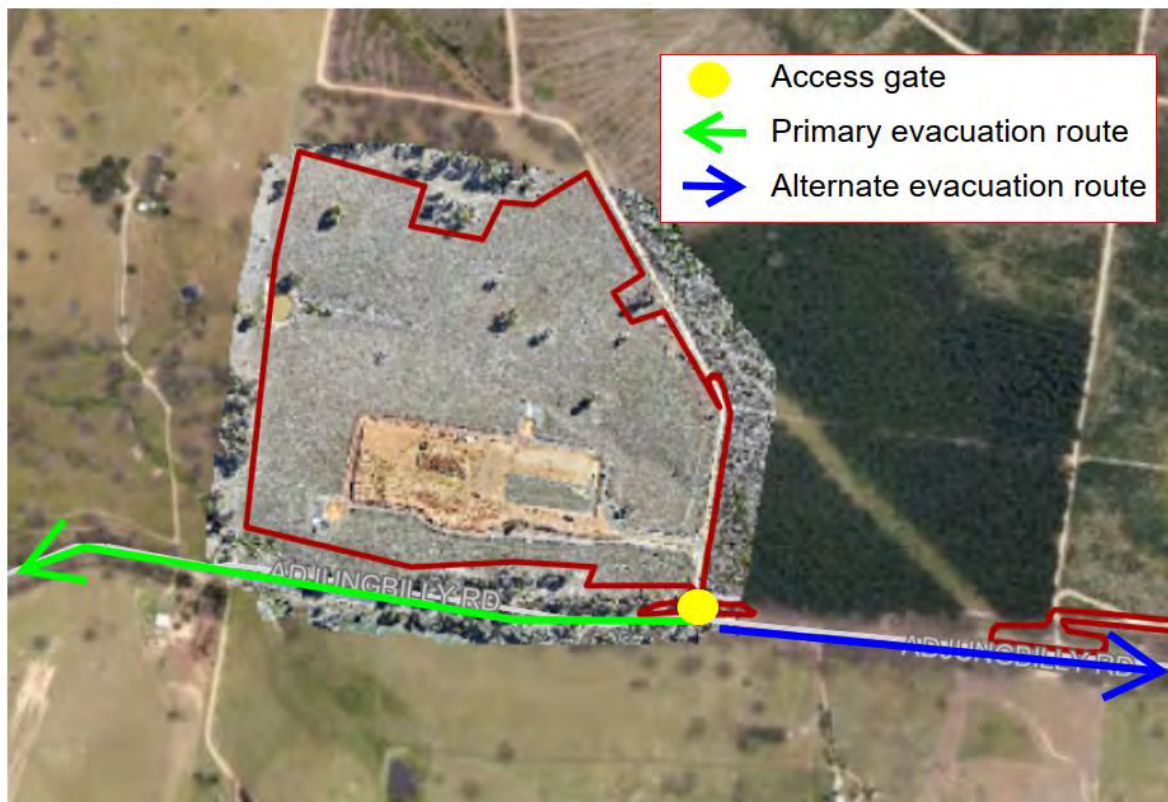 Access gate
Primary evacuation route
Alternate evacuation route
ADJUNGBILLY RD
ADJUNGBILLY RD